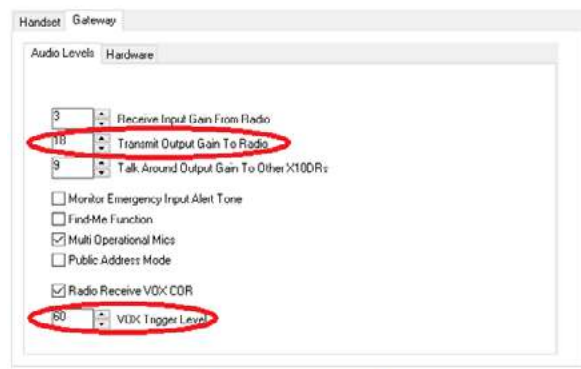 Handset Gateway
Audio Levels Hardware
3 Receive Input Gain From Radio
18 Transmit Output Gain To Radio
9 Talk Around Output Gain To Other X10DRs
Monitor Emergency Input Alert Tone
Find-Me Function
Multi Operational Mics
Public Address Mode
Radio Receive VOX COR
60 VOX Trigger Level